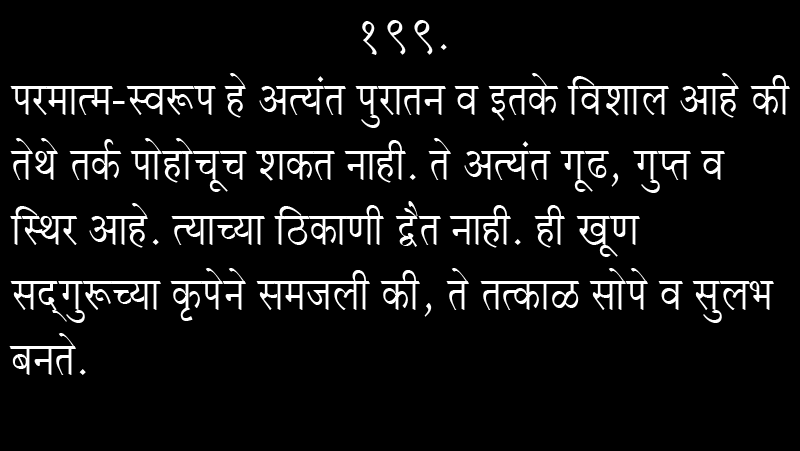 १९९.
परमात्म-स्वरूप हे अत्यंत पुरातन व इतके विशाल आहे की
तेथे तर्क पोहोचूच शकत नाही. ते अत्यंत गूढ, गुप्त व
स्थिर आहे. त्याच्या ठिकाणी द्वैत नाही. ही खूण
सद्‌गुरूच्या कृपेने समजली की, ते तत्काळ सोपे व सुलभ
बनते.